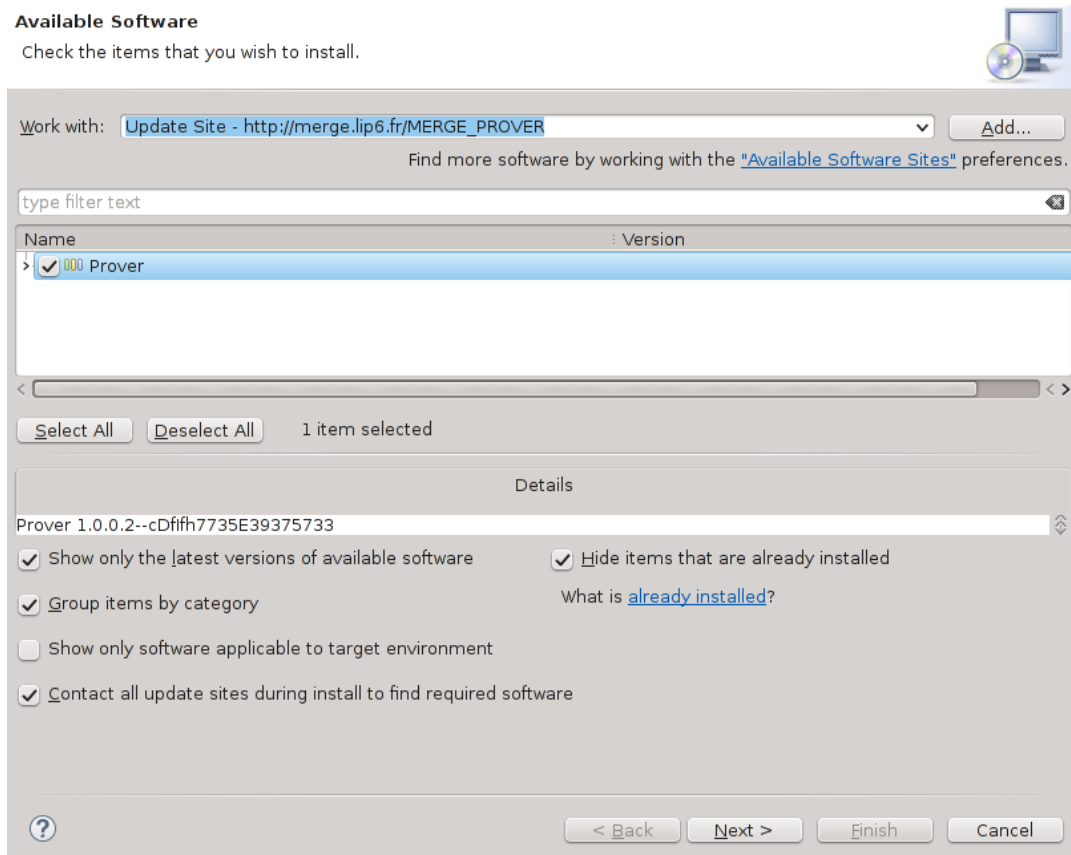 Available Software
Check the items that you wish to install.
Work with: Update Site - http://merge.lip6.fr/MERGE_PROVER Add...
Find more software by working with the "Available Software Sites" preferences.
type filter text
Name Version
Prover
Select All Deselect All 1 item selected
Details
Prover 1.0.0.2--cDfIfh7735E39375733
Show only the latest versions of available software Hide items that are already installed
Group items by category What is already installed?
Show only software applicable to target environment
Contact all update sites during install to find required software
? < Back Next > Finish Cancel